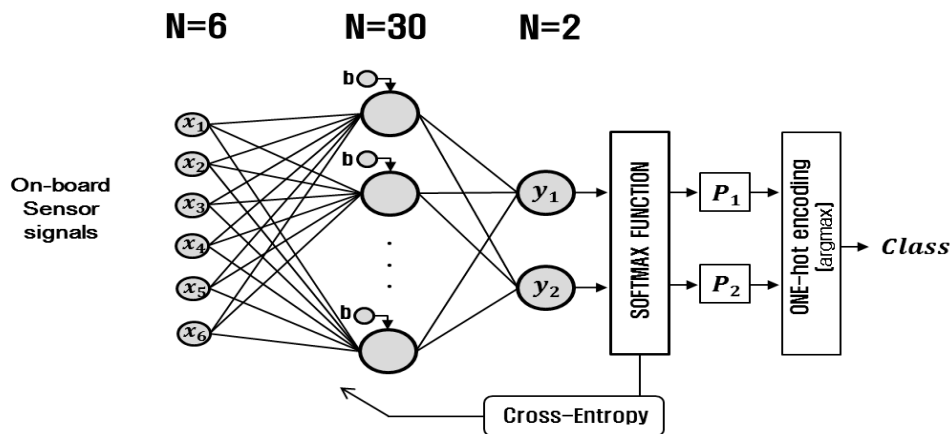 N=6
N=30
N=2
b
x₁
x₂
x₃
x₄
x₅
x₆
On-board
Sensor
signals
b
b
y₁
y₂
SOFTMAX FUNCTION
P₁
P₂
ONE-hot encoding
(argmax)
Class
Cross-Entropy